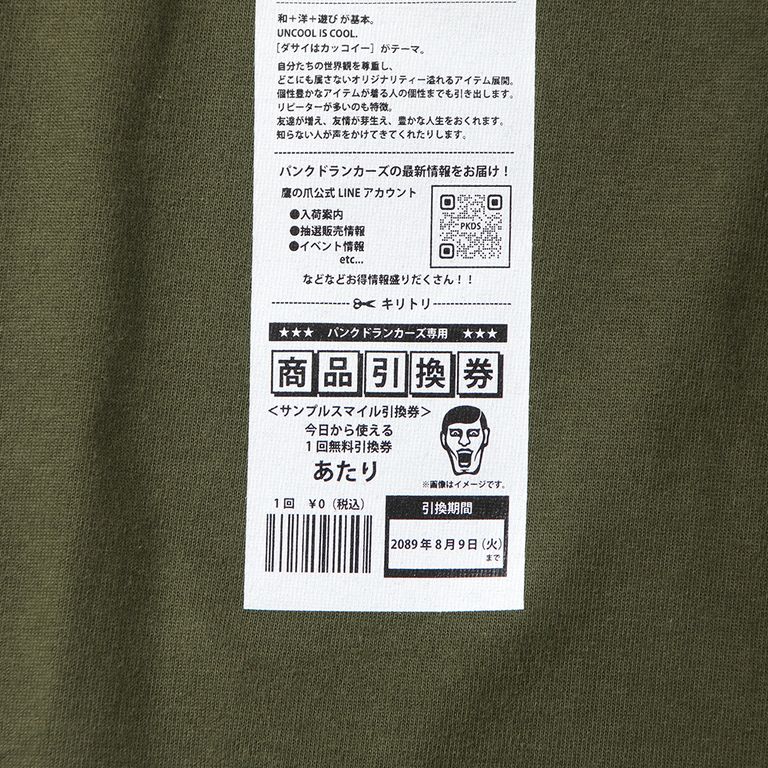 和+洋+遊び が基本。
UNCOOL IS COOL.
［ダサイはカッコイー］がテーマ。
自分たちの世界観を尊重し、
どこにも属さないオリジナリティー溢れるアイテム展開。
個性豊かなアイテムが着る人の個性までも引き出します。
リピーターが多いのも特徴。
友達が増え、友情が芽生え、豊かな人生をおくれます。
知らない人が声をかけてきてくれたりします。
パンクドランカーズの最新情報をお届け！
鷹の爪公式 LINE アカウント
●入荷案内
●抽選販売情報
●イベント情報
etc...
PKDS
などなどお得情報盛りだくさん！！
キリトリ
★★★ パンクドランカーズ専用 ★★★
商品引換券
＜サンプルスマイル引換券＞
今日から使える
1回無料引換券
あたり
※画像はイメージです。
1回 ¥0（税込）
引換期間
2089年8月9日（火）
まで